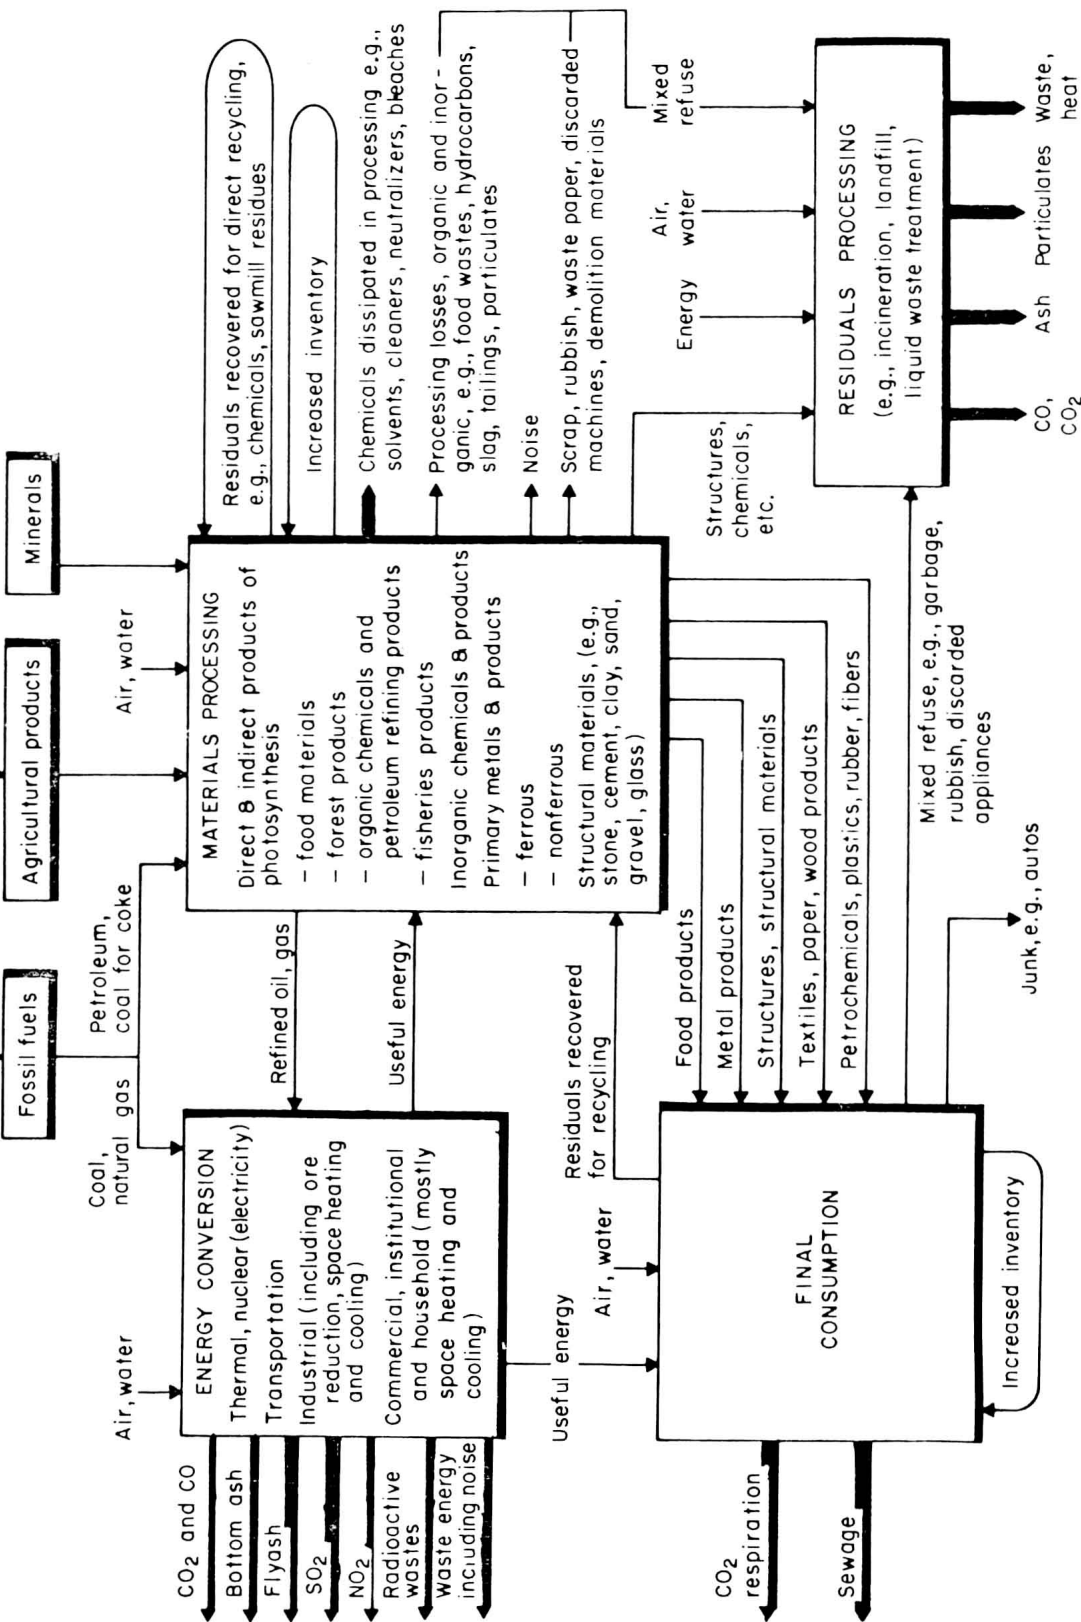 Fossil fuels
Agricultural products
Minerals
Coal,
natural gas
Petroleum,
coal for coke
Air, water
Air, water
ENERGY CONVERSION
Thermal, nuclear (electricity)
Transportation
Industrial (including ore
reduction, space heating
and cooling)
Commercial, institutional
and household (mostly
space heating and
cooling)
CO2 and CO
Bottom ash
Flyash
SO2
NO2
Radioactive
wastes
Waste energy
including noise
Refined oil, gas
Useful energy
MATERIALS PROCESSING
Direct & indirect products of
photosynthesis
– food materials
– forest products
– organic chemicals and
petroleum refining products
– fisheries products
Inorganic chemicals & products
Primary metals & products
– ferrous
– nonferrous
Structural materials, (e.g.,
stone, cement, clay, sand,
gravel, glass)
Residuals recovered for direct recycling,
e.g., chemicals, sawmill residues
Increased inventory
Chemicals dissipated in processing e.g.,
solvents, cleaners, neutralizers, bleaches
Processing losses, organic and inor-
ganic, e.g., food wastes, hydrocarbons,
slag, tailings, particulates
Noise
Scrap, rubbish, waste paper, discarded
machines, demolition materials
Useful energy
Air, water
Residuals recovered
for recycling
Food products
Metal products
Structures, structural materials
Textiles, paper, wood products
Petrochemicals, plastics, rubber, fibers
Structures,
chemicals,
etc.
Energy
Air,
water
Mixed
refuse
FINAL
CONSUMPTION
CO2
respiration
Sewage
Increased inventory
Mixed refuse, e.g., garbage,
rubbish, discarded
appliances
Junk, e.g., autos
RESIDUALS PROCESSING
(e.g., incineration, landfill,
liquid waste treatment)
CO,
CO2
Ash
Particulates
Waste,
heat